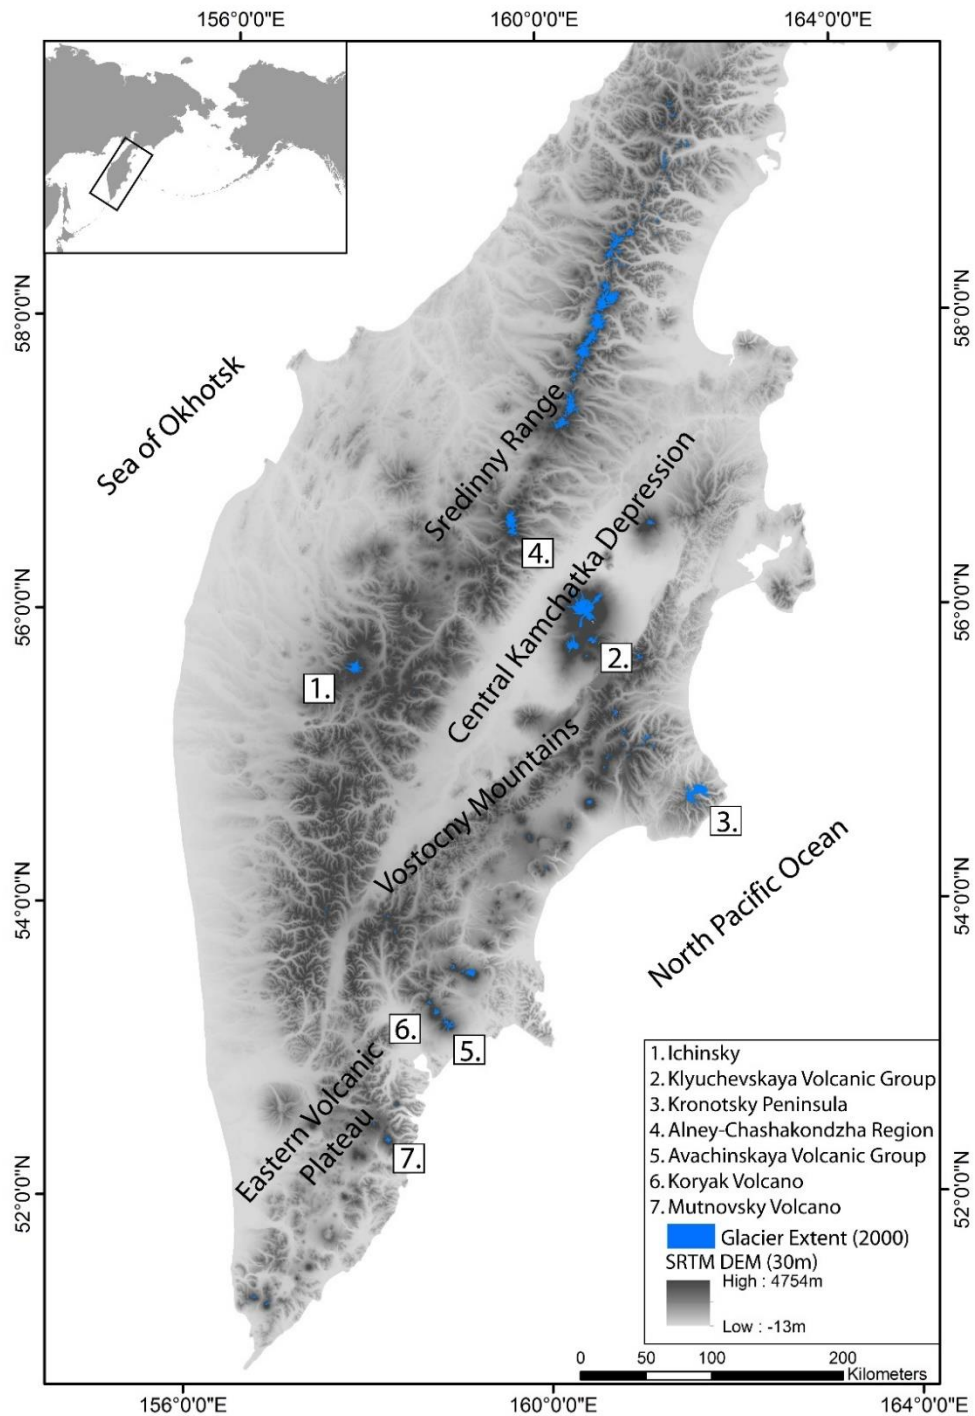 156°0'0"E
160°0'0"E
164°0'0"E
58°0'0"N
58°0'0"N
Sea of Okhotsk
Sredinny Range
4.
Central Kamchatka Depression
56°0'0"N
56°0'0"N
1.
2.
Vostocny Mountains
3.
54°0'0"N
54°0'0"N
North Pacific Ocean
6.
5.
Eastern Volcanic
Plateau
7.
52°0'0"N
52°0'0"N
1. Ichinsky
2. Klyuchevskaya Volcanic Group
3. Kronotsky Peninsula
4. Alney-Chashakondzha Region
5. Avachinskaya Volcanic Group
6. Koryak Volcano
7. Mutnovsky Volcano
Glacier Extent (2000)
SRTM DEM (30m)
High : 4754m
Low : -13m
0 50 100 200
Kilometers
156°0'0"E
160°0'0"E
164°0'0"E